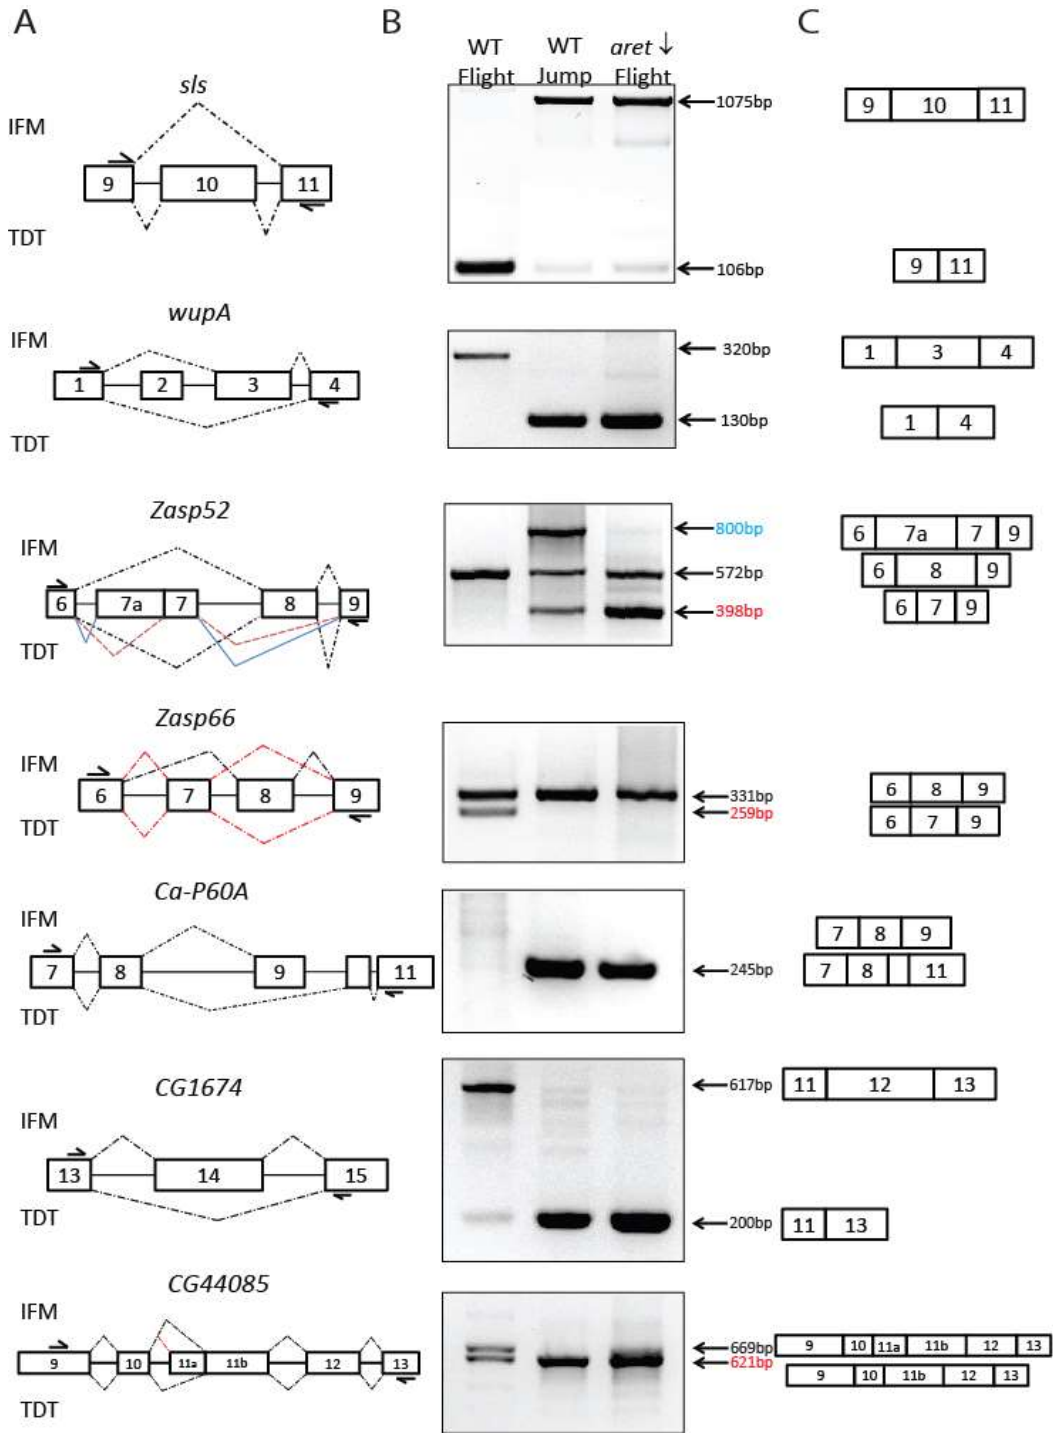 A
B
C
WT
Flight
WT
Jump
aret ↓
Flight
sls
IFM
9 10 11
TDT
1075bp
106bp
9 10 11
9 11
wupA
IFM
1 2 3 4
TDT
320bp
130bp
1 3 4
1 4
Zasp52
IFM
6 7a 7 8 9
TDT
800bp
572bp
398bp
6 7a 7 9
6 8 9
6 7 9
Zasp66
IFM
6 7 8 9
TDT
331bp
259bp
6 8 9
6 7 9
Ca-P60A
IFM
7 8 9 11
TDT
245bp
7 8 9
7 8 11
CG1674
IFM
13 14 15
TDT
617bp
200bp
11 12 13
11 13
CG44085
IFM
9 10 11a 11b 12 13
TDT
669bp
621bp
9 10 11a 11b 12 13
9 10 11b 12 13